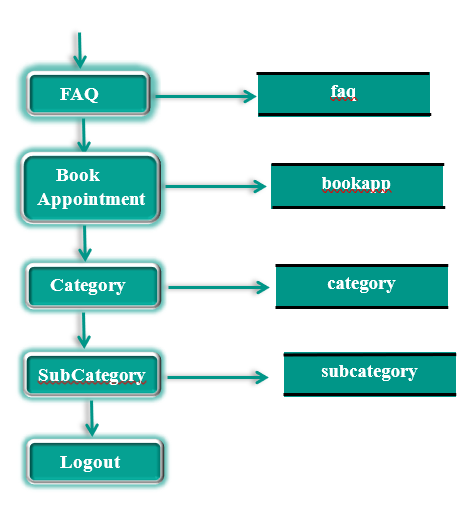 FAQ
faq
Book
Appointment
bookapp
Category
category
SubCategory
subcategory
Logout